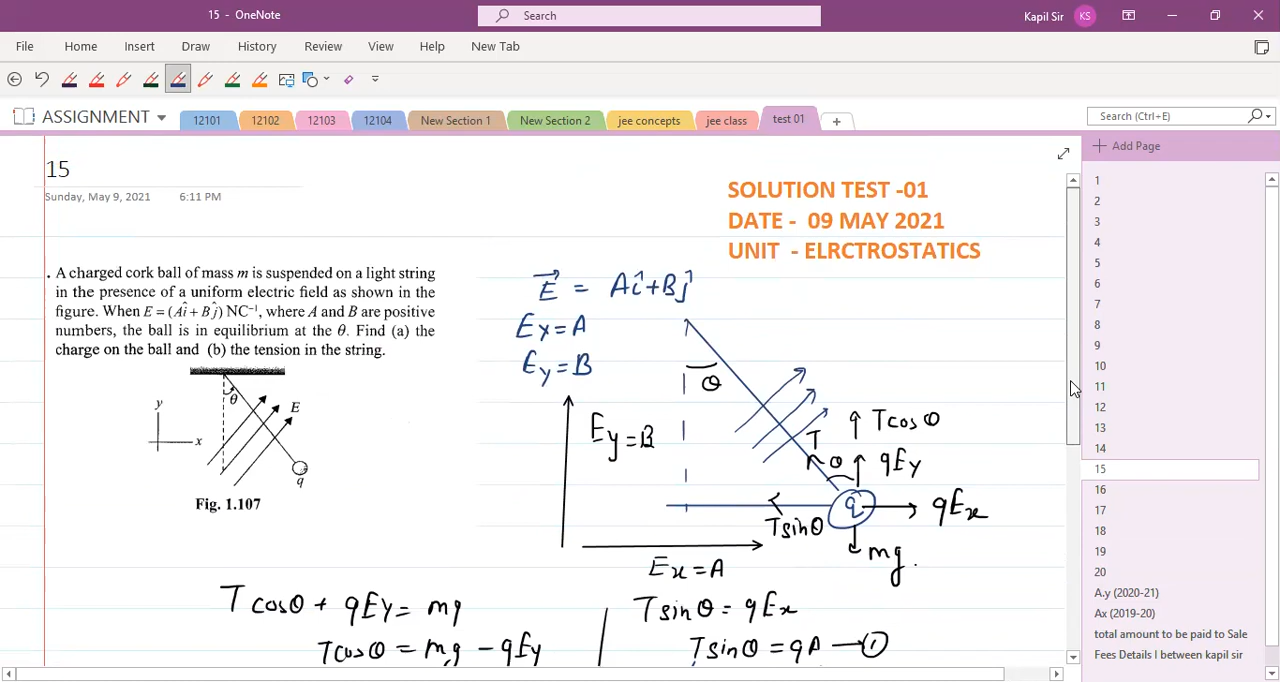 15 - OneNote
Search
Kapil Sir
KS
File
Home
Insert
Draw
History
Review
View
Help
New Tab
ASSIGNMENT
12101
12102
12103
12104
New Section 1
New Section 2
jee concepts
jee class
test 01
Search (Ctrl+E)
Add Page
15
Sunday, May 9, 2021
6:11 PM
SOLUTION TEST -01
DATE - 09 MAY 2021
UNIT - ELRCTROSTATICS
. A charged cork ball of mass m is suspended on a light string
in the presence of a uniform electric field as shown in the
figure. When E = (Aî + Bĵ) NC⁻¹, where A and B are positive
numbers, the ball is in equilibrium at the θ. Find (a) the
charge on the ball and (b) the tension in the string.
θ
y
x
E
q
Fig. 1.107
E⃗ = Aî+Bĵ
Ex = A
Ey = B
θ
Ey = B
T
θ
Tcosθ
qEy
q
qEx
Tsinθ
mg
Ex = A
Tcosθ + qEy = mg
Tcosθ = mg - qEy
Tsinθ = qEx
Tsinθ = qA → ①
1
2
3
4
5
6
7
8
9
10
11
12
13
14
15
16
17
18
19
20
A.y (2020-21)
Ax (2019-20)
total amount to be paid to Sale
Fees Details I between kapil sir